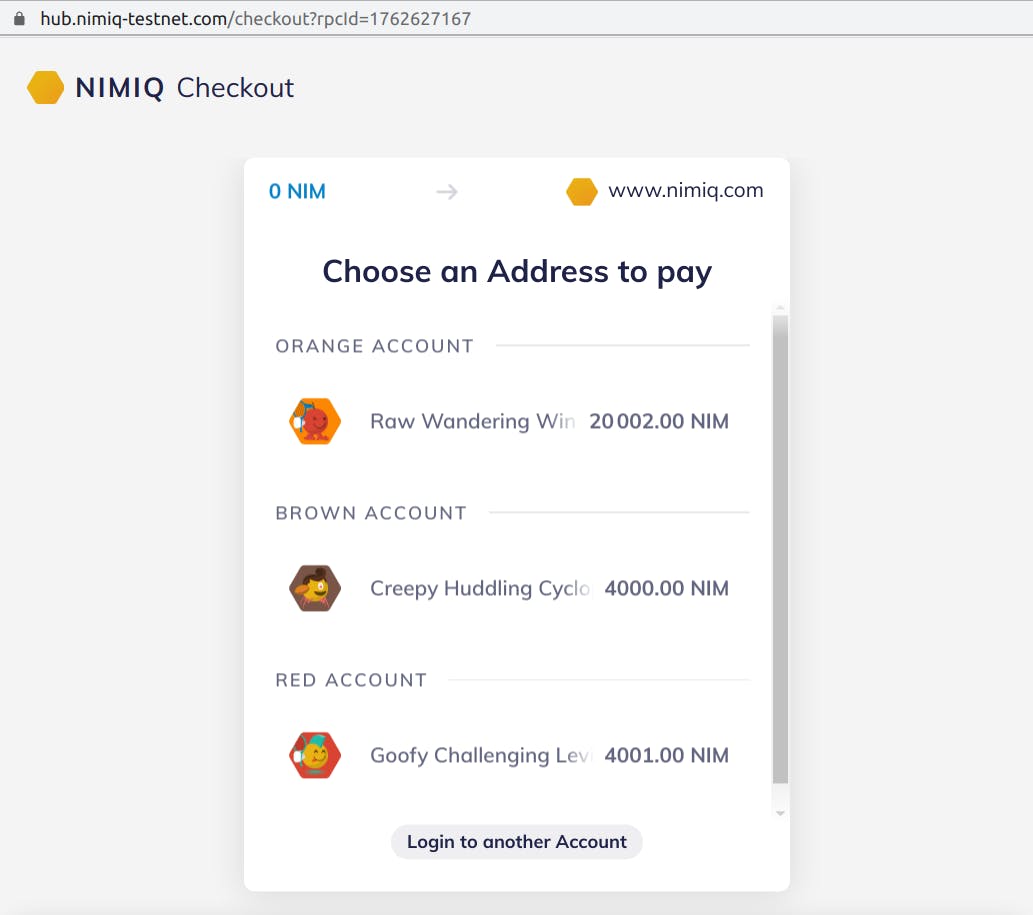 hub.nimiq-testnet.com/checkout?rpcId=1762627167
NIMIQ Checkout
0 NIM → www.nimiq.com
Choose an Address to pay
ORANGE ACCOUNT
Raw Wandering Win 20 002.00 NIM
BROWN ACCOUNT
Creepy Huddling Cyclo 4000.00 NIM
RED ACCOUNT
Goofy Challenging Lev 4001.00 NIM
Login to another Account